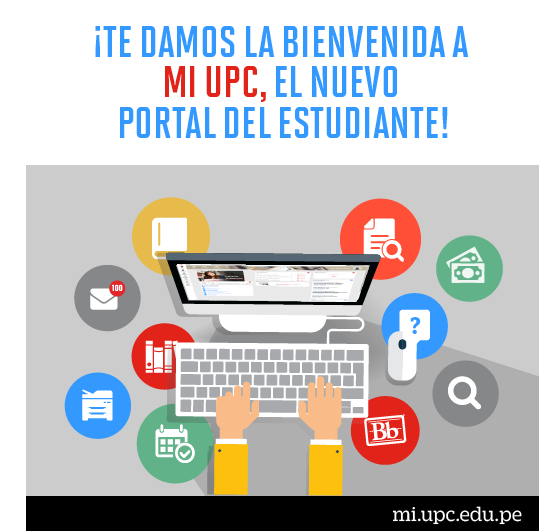 ¡TE DAMOS LA BIENVENIDA A
MI UPC, EL NUEVO
PORTAL DEL ESTUDIANTE!
100
?
Bb
mi.upc.edu.pe